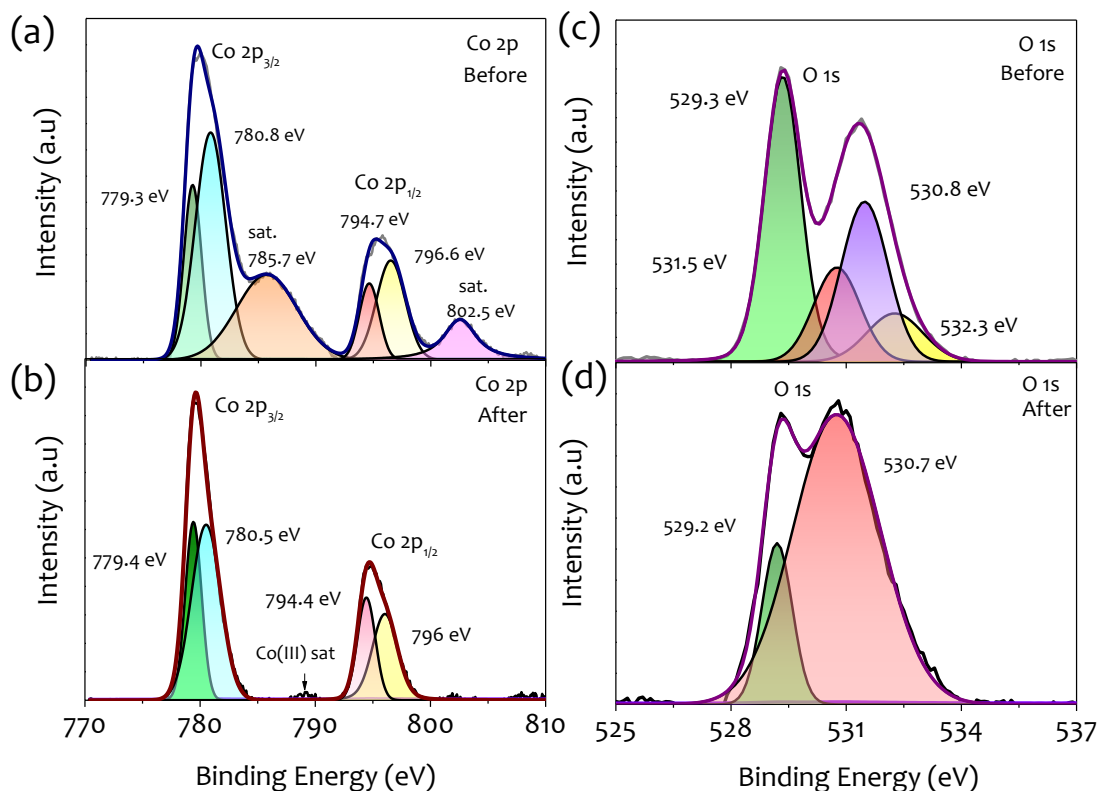 (a)
Co 2p
Before
Co 2p3/2
780.8 eV
779.3 eV
sat.
785.7 eV
Co 2p1/2
794.7 eV
796.6 eV
sat.
802.5 eV
Intensity (a.u)
(b)
Co 2p
After
Co 2p3/2
779.4 eV
780.5 eV
Co 2p1/2
794.4 eV
796 eV
Co(III) sat
Intensity (a.u)
770 780 790 800 810
Binding Energy (eV)
(c)
O 1s
Before
O 1s
529.3 eV
530.8 eV
531.5 eV
532.3 eV
Intensity (a.u)
(d)
O 1s
After
O 1s
529.2 eV
530.7 eV
Intensity (a.u)
525 528 531 534 537
Binding Energy (eV)